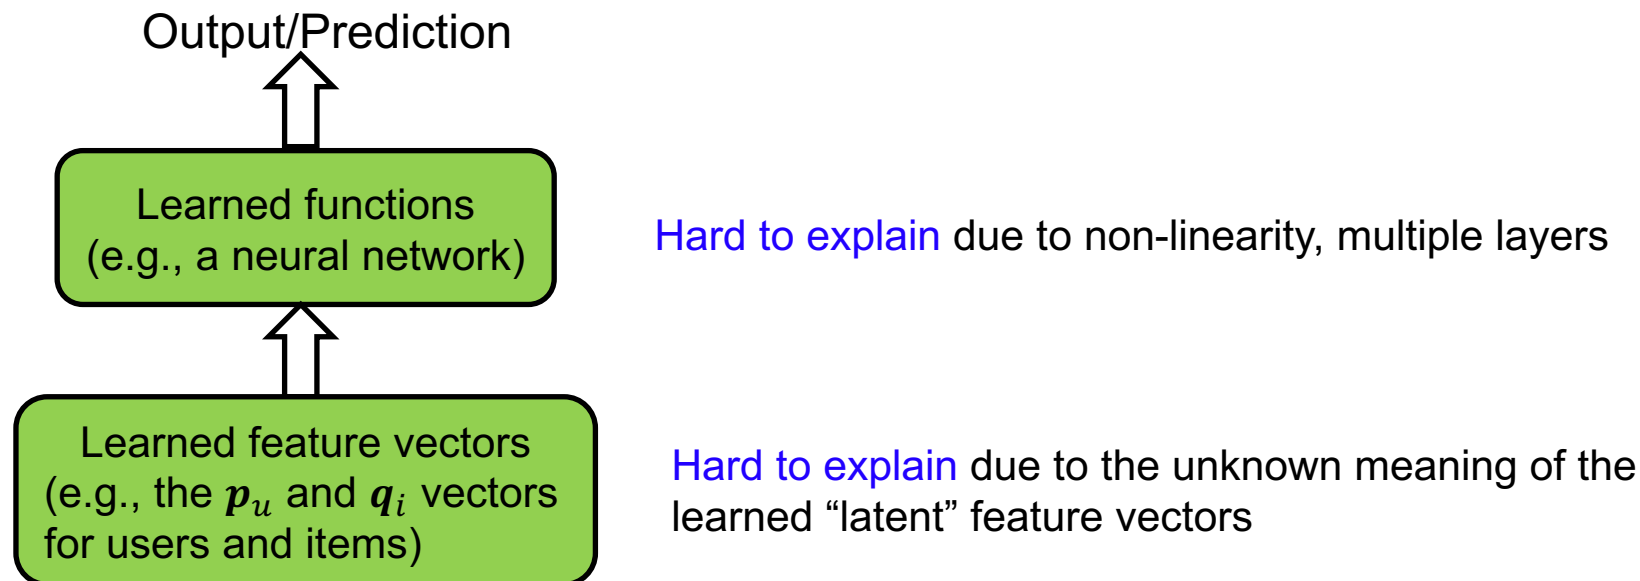 Output/Prediction
Learned functions
(e.g., a neural network)
Hard to explain due to non-linearity, multiple layers
Learned feature vectors
(e.g., the 𝒑ᵤ and 𝒒ᵢ vectors
for users and items)
Hard to explain due to the unknown meaning of the
learned “latent” feature vectors